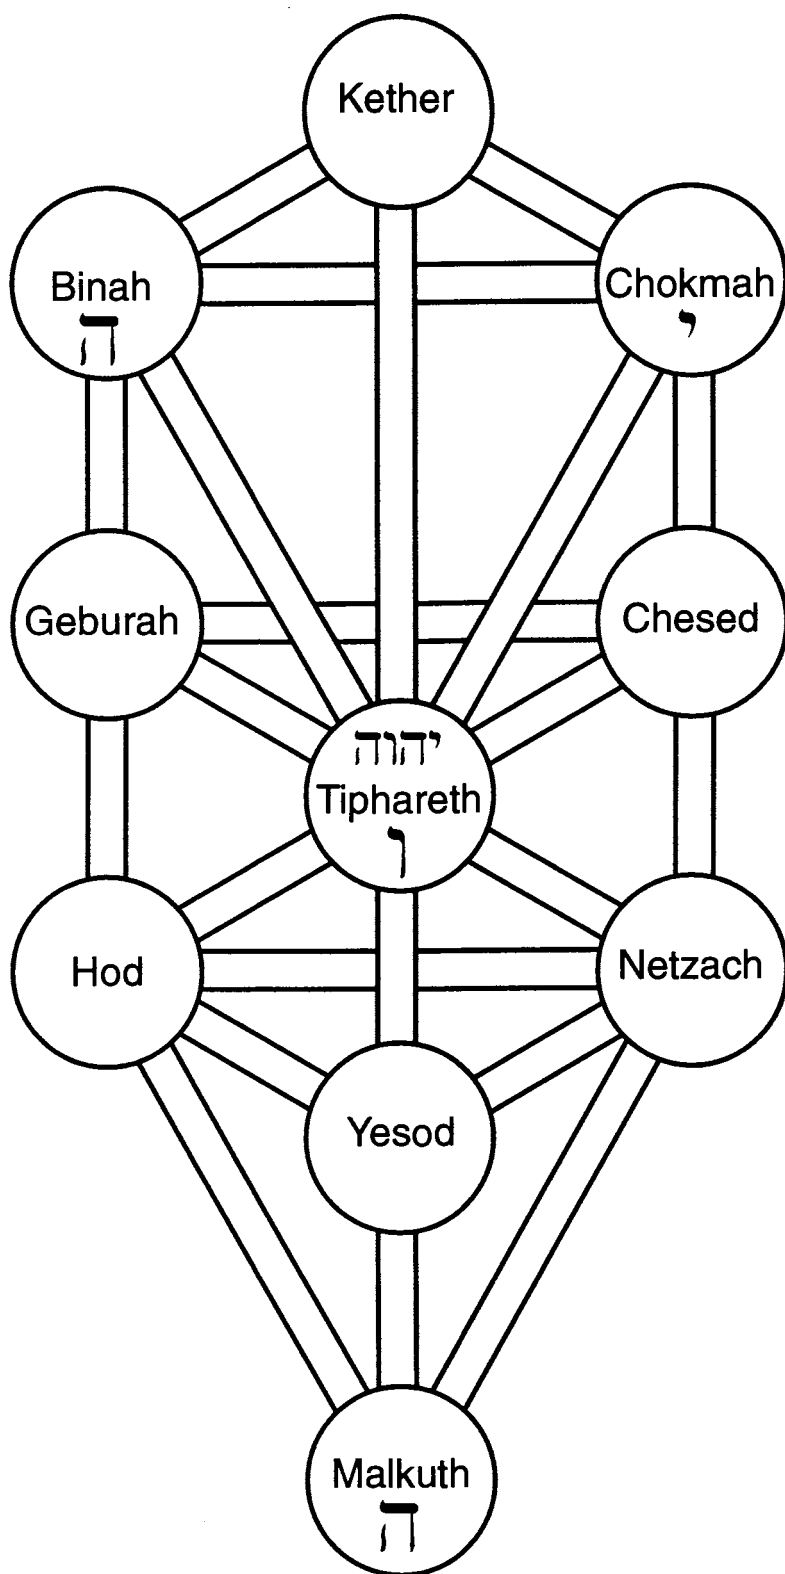 Kether
Binah
ה
Chokmah
י
Geburah
Chesed
יהוה
Tiphareth
ו
Hod
Netzach
Yesod
Malkuth
ה